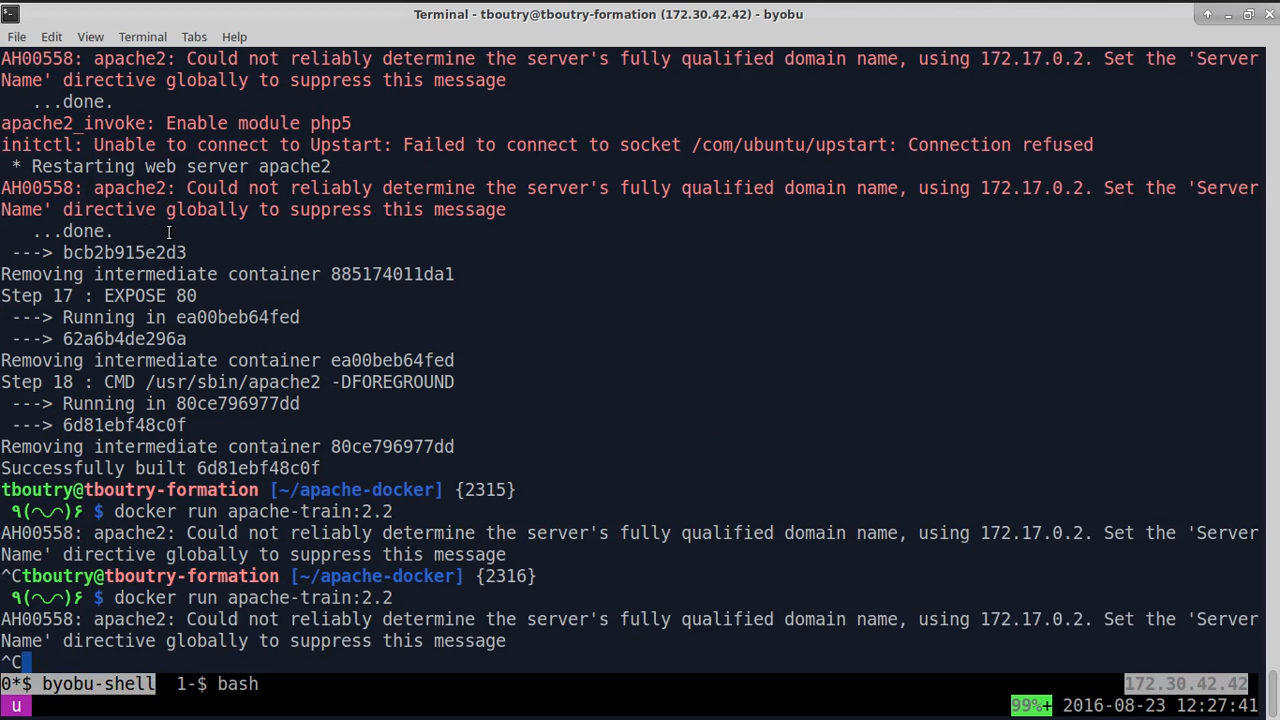 Terminal - tboutry@tboutry-formation (172.30.42.42) - byobu
File Edit View Terminal Tabs Help
AH00558: apache2: Could not reliably determine the server's fully qualified domain name, using 172.17.0.2. Set the 'Server
Name' directive globally to suppress this message
...done.
apache2_invoke: Enable module php5
initctl: Unable to connect to Upstart: Failed to connect to socket /com/ubuntu/upstart: Connection refused
* Restarting web server apache2
AH00558: apache2: Could not reliably determine the server's fully qualified domain name, using 172.17.0.2. Set the 'Server
Name' directive globally to suppress this message
...done.
---> bcb2b915e2d3
Removing intermediate container 885174011da1
Step 17 : EXPOSE 80
---> Running in ea00beb64fed
---> 62a6b4de296a
Removing intermediate container ea00beb64fed
Step 18 : CMD /usr/sbin/apache2 -DFOREGROUND
---> Running in 80ce796977dd
---> 6d81ebf48c0f
Removing intermediate container 80ce796977dd
Successfully built 6d81ebf48c0f
tboutry@tboutry-formation [~/apache-docker] {2315}
٩(◠‿◠)۶ $ docker run apache-train:2.2
AH00558: apache2: Could not reliably determine the server's fully qualified domain name, using 172.17.0.2. Set the 'Server
Name' directive globally to suppress this message
^Ctboutry@tboutry-formation [~/apache-docker] {2316}
٩(◠‿◠)۶ $ docker run apache-train:2.2
AH00558: apache2: Could not reliably determine the server's fully qualified domain name, using 172.17.0.2. Set the 'Server
Name' directive globally to suppress this message
^C
0*$ byobu-shell 1-$ bash 172.30.42.42
u 99%+ 2016-08-23 12:27:41